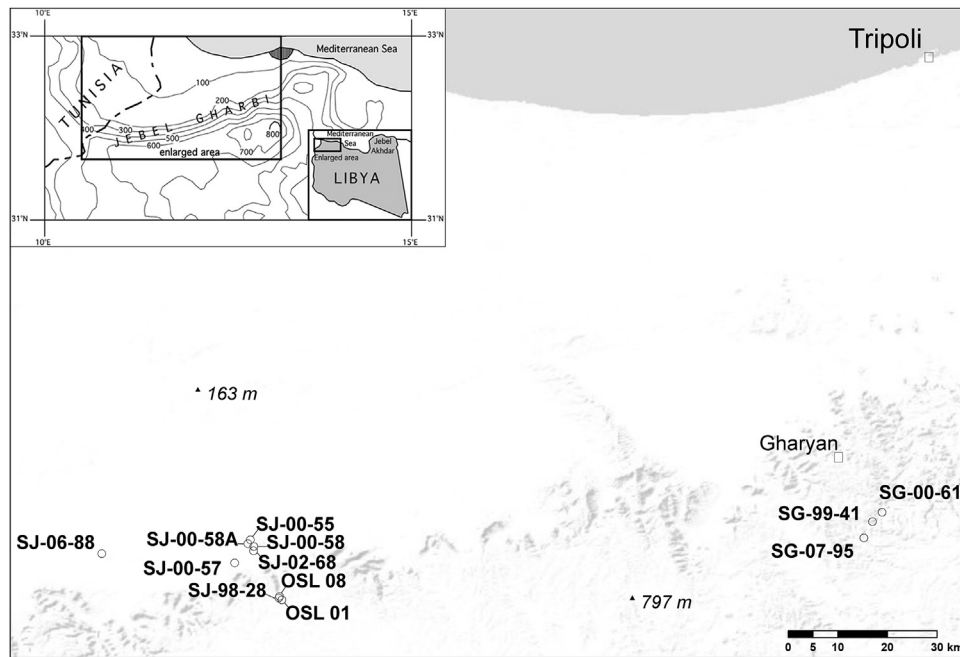 10°E
15°E
33°N
33°N
Mediterranean Sea
Tripoli
TUNISIA
100
200
JEBEL GHARBI
300
400
500
600
700
800
enlarged area
Mediterranean
Sea
Jebel
Akhdar
Enlarged area
LIBYA
31°N
31°N
10°E
15°E
163 m
Gharyan
SG-00-61
SG-99-41
SG-07-95
SJ-00-55
SJ-00-58A
SJ-00-58
SJ-06-88
SJ-02-68
SJ-00-57
OSL 08
SJ-98-28
OSL 01
797 m
0 5 10 20 30 km